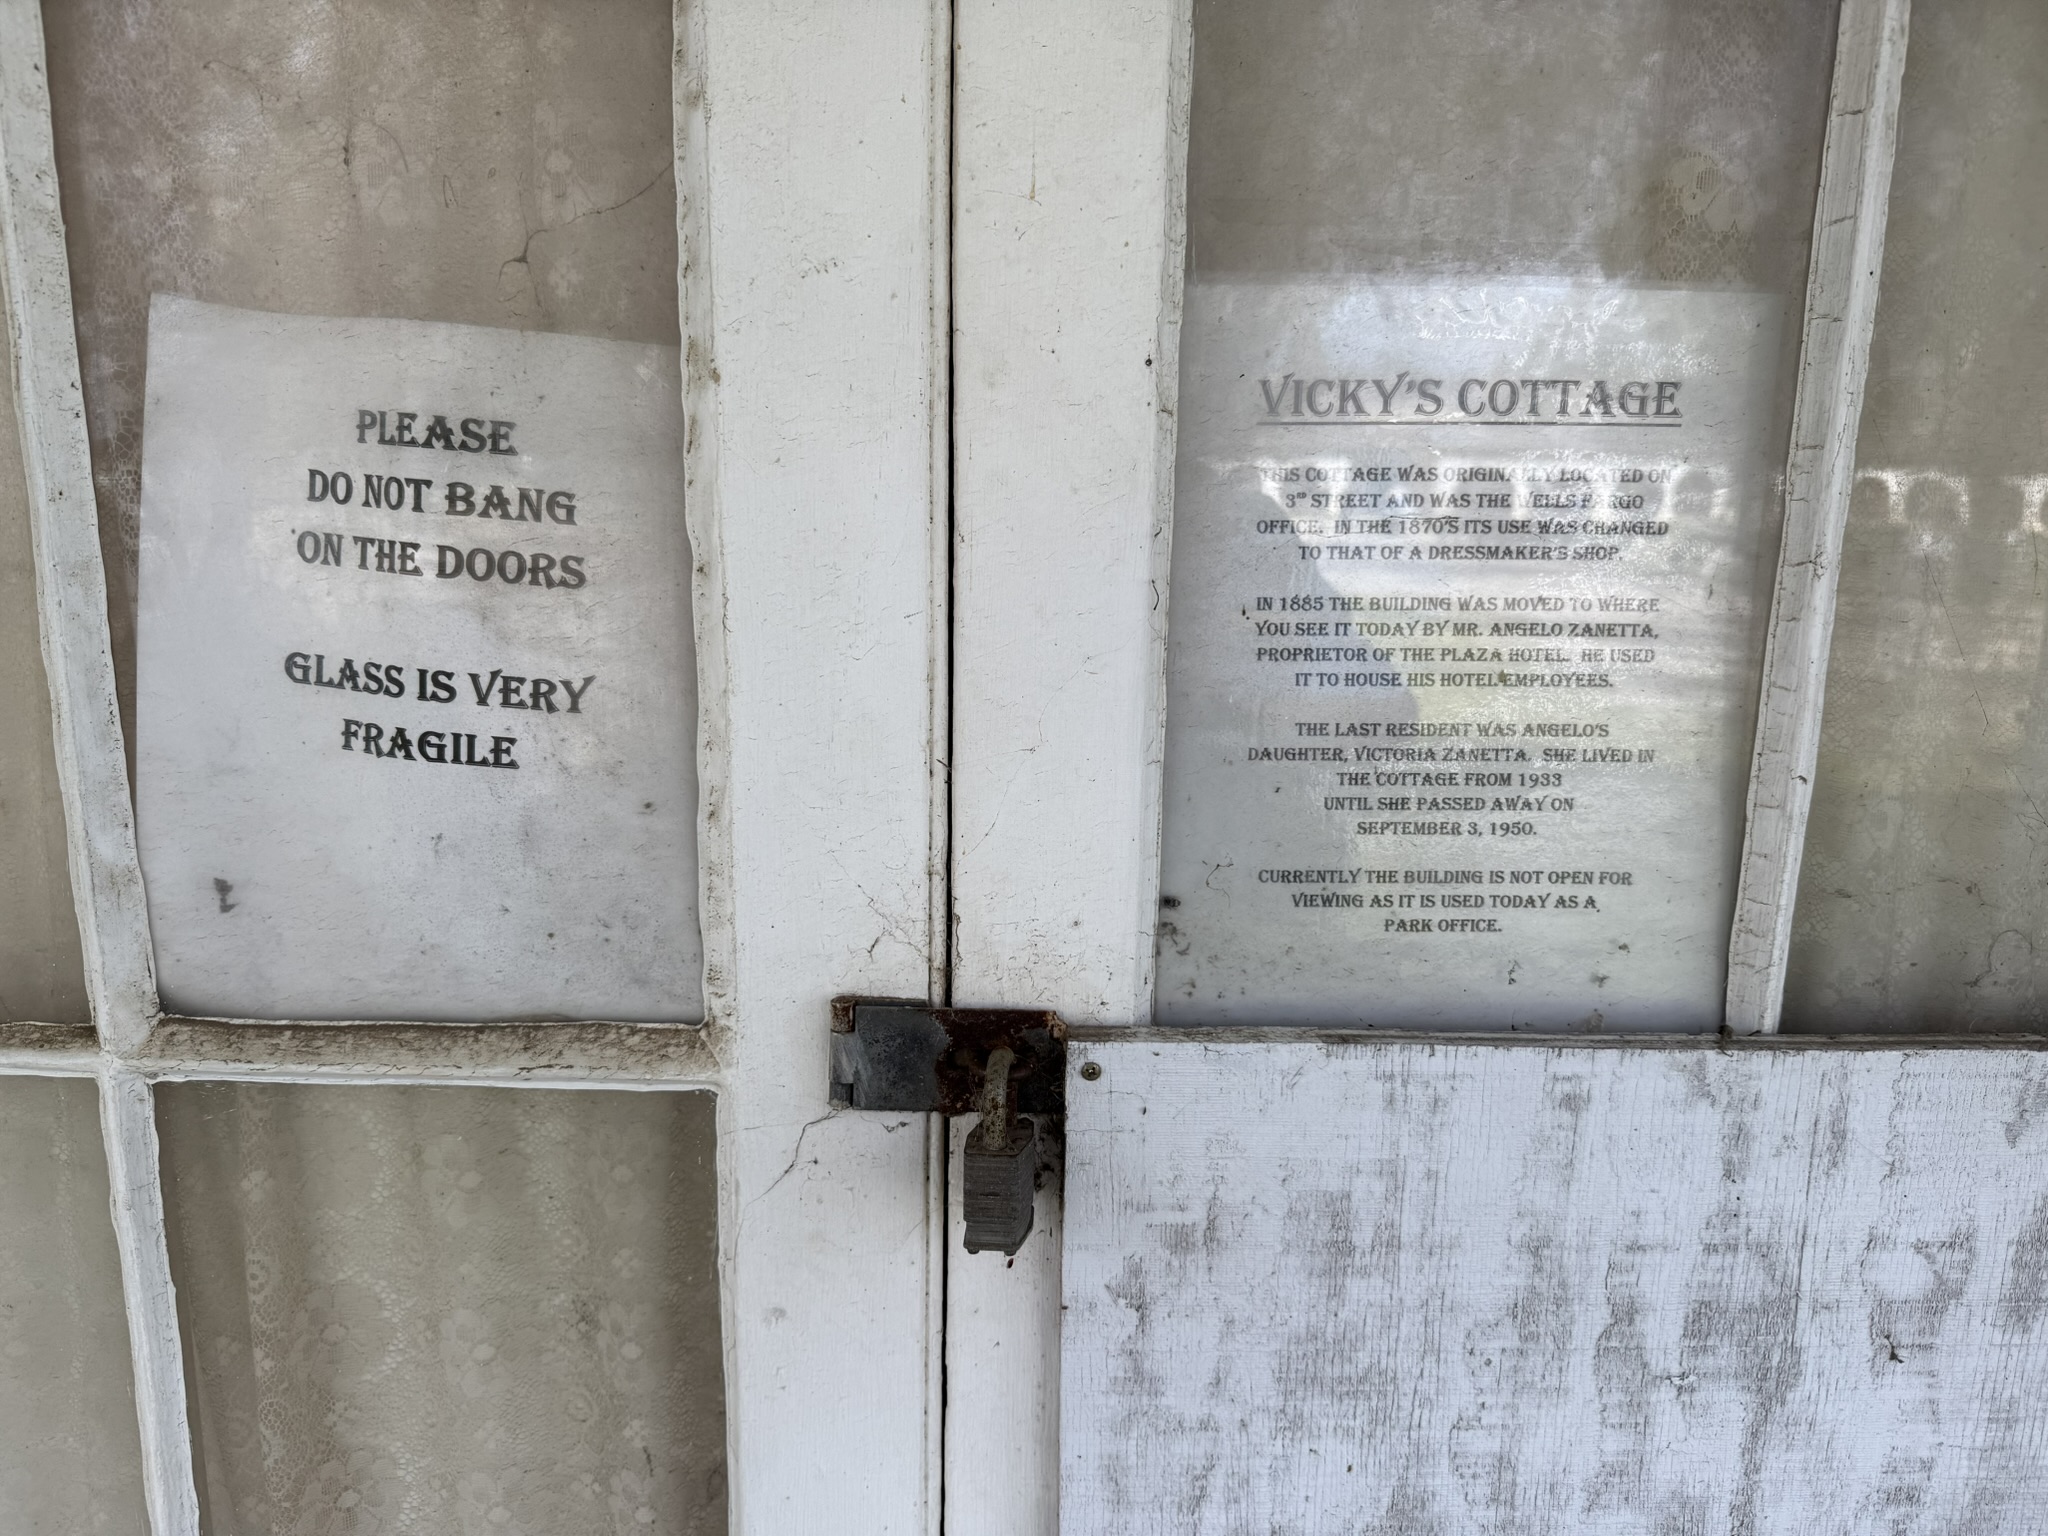 PLEASE
DO NOT BANG
ON THE DOORS
GLASS IS VERY
FRAGILE
VICKY'S COTTAGE
THIS COTTAGE WAS ORIGINALLY LOCATED ON
3RD STREET AND WAS THE WELLS FARGO
OFFICE. IN THE 1870'S ITS USE WAS CHANGED
TO THAT OF A DRESSMAKER'S SHOP.
IN 1885 THE BUILDING WAS MOVED TO WHERE
YOU SEE IT TODAY BY MR. ANGELO ZANETTA,
PROPRIETOR OF THE PLAZA HOTEL. HE USED
IT TO HOUSE HIS HOTEL EMPLOYEES.
THE LAST RESIDENT WAS ANGELO'S
DAUGHTER, VICTORIA ZANETTA. SHE LIVED IN
THE COTTAGE FROM 1933
UNTIL SHE PASSED AWAY ON
SEPTEMBER 3, 1950.
CURRENTLY THE BUILDING IS NOT OPEN FOR
VIEWING AS IT IS USED TODAY AS A
PARK OFFICE.